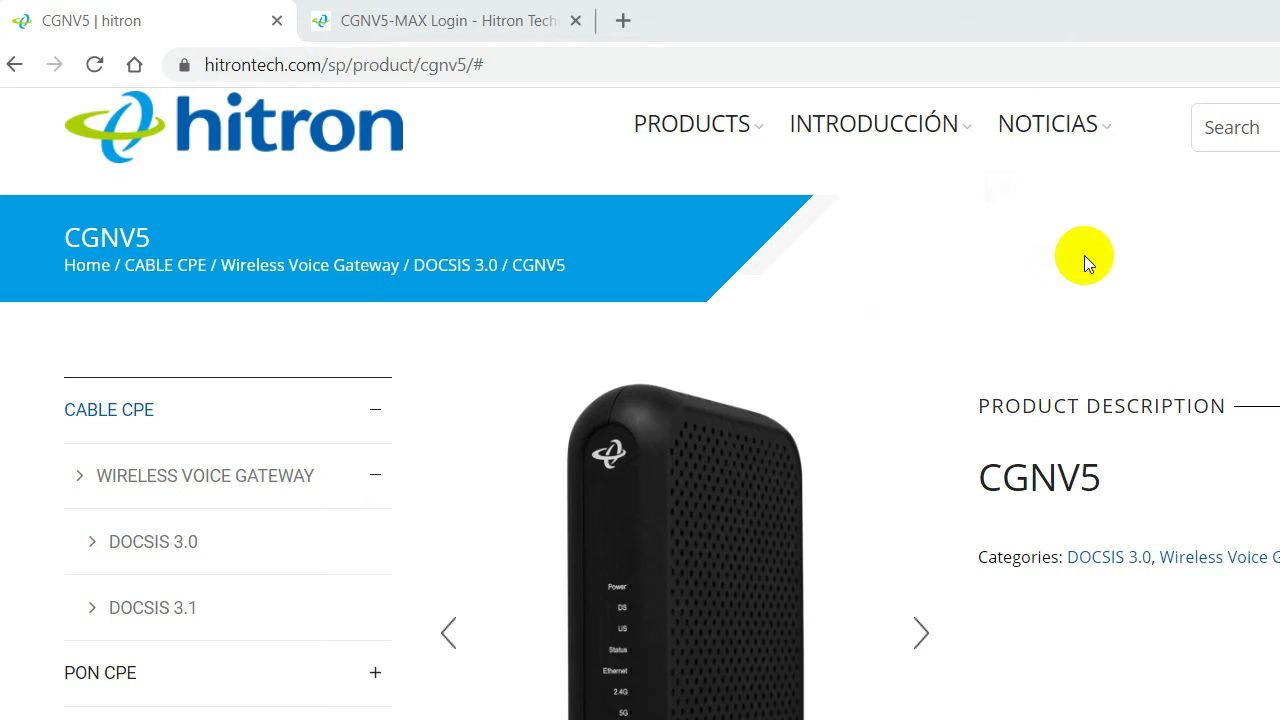 CGNV5 | hitron
CGNV5-MAX Login - Hitron Tech
hitrontech.com/sp/product/cgnv5/#
hitron
PRODUCTS
INTRODUCCIÓN
NOTICIAS
Search
CGNV5
Home / CABLE CPE / Wireless Voice Gateway / DOCSIS 3.0 / CGNV5
CABLE CPE
WIRELESS VOICE GATEWAY
DOCSIS 3.0
DOCSIS 3.1
PON CPE
Power
DS
US
Status
Ethernet
2.4G
5G
PRODUCT DESCRIPTION
CGNV5
Categories: DOCSIS 3.0, Wireless Voice G